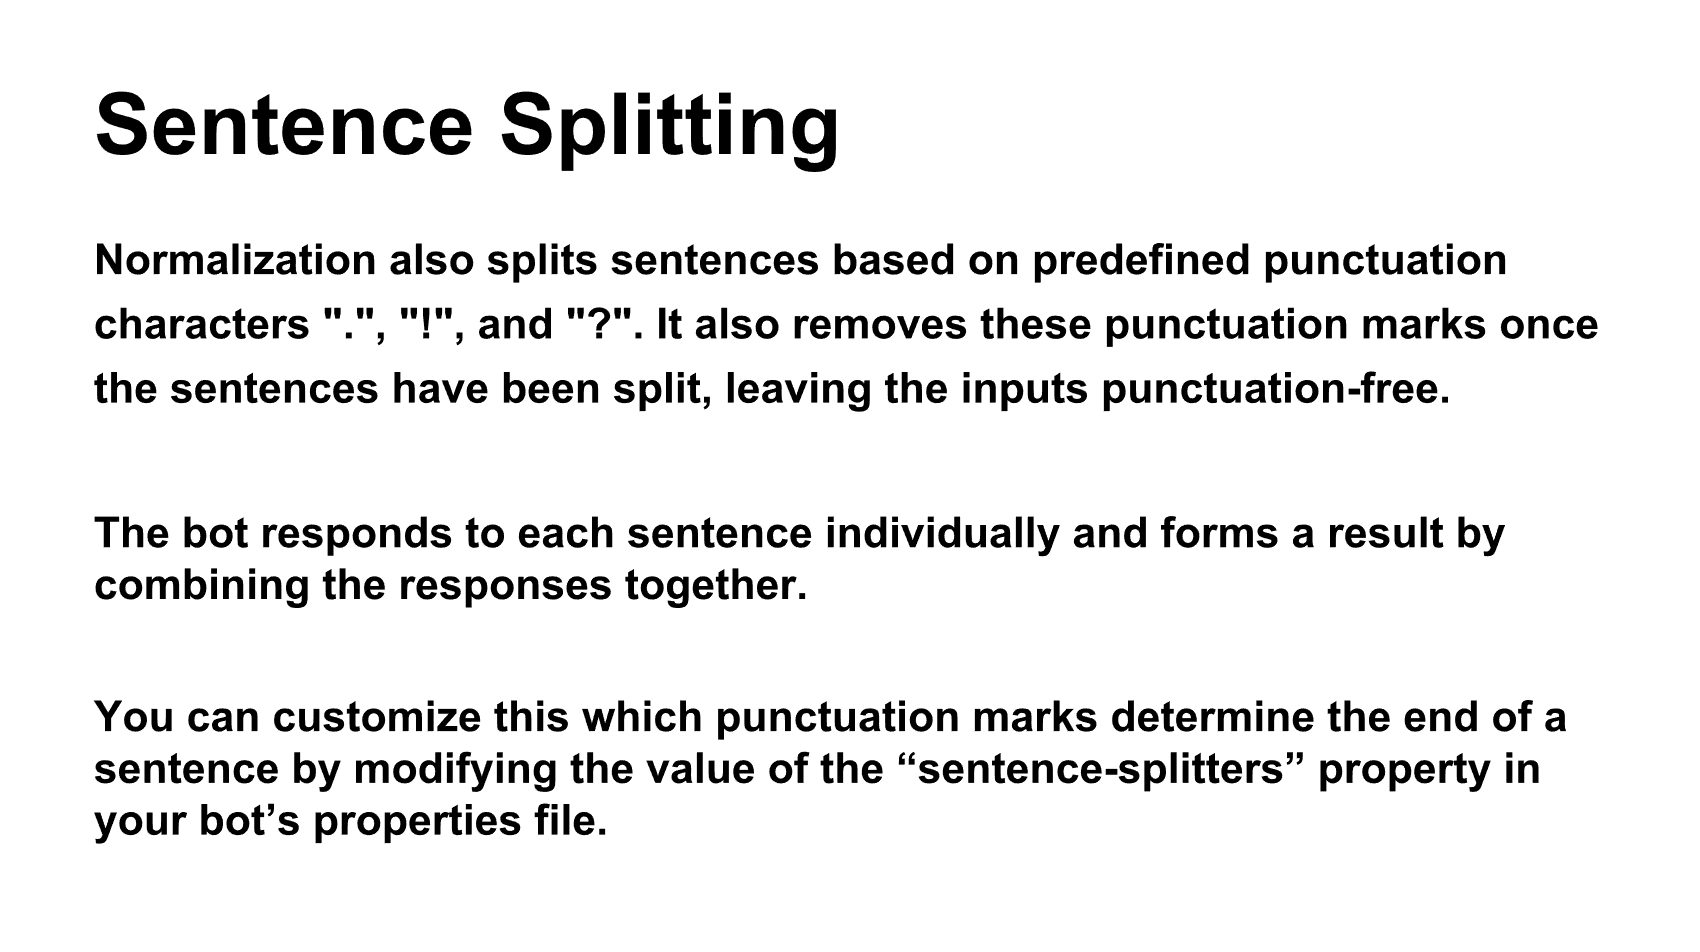 Sentence Splitting
Normalization also splits sentences based on predefined punctuation
characters ".", "!", and "?". It also removes these punctuation marks once
the sentences have been split, leaving the inputs punctuation-free.
The bot responds to each sentence individually and forms a result by
combining the responses together.
You can customize this which punctuation marks determine the end of a
sentence by modifying the value of the “sentence-splitters” property in
your bot’s properties file.